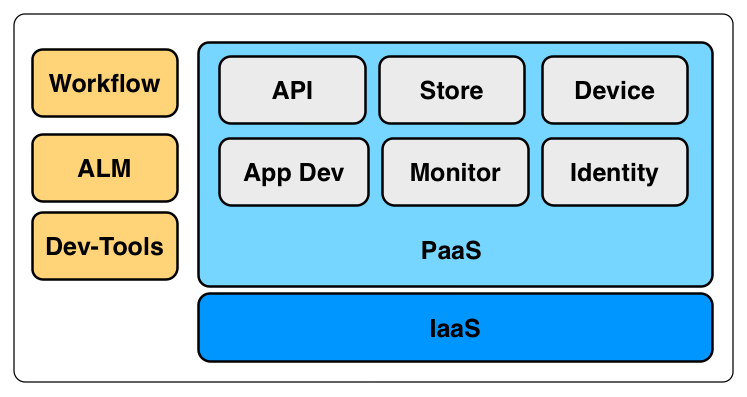 Workflow
ALM
Dev-Tools
API
Store
Device
App Dev
Monitor
Identity
PaaS
IaaS